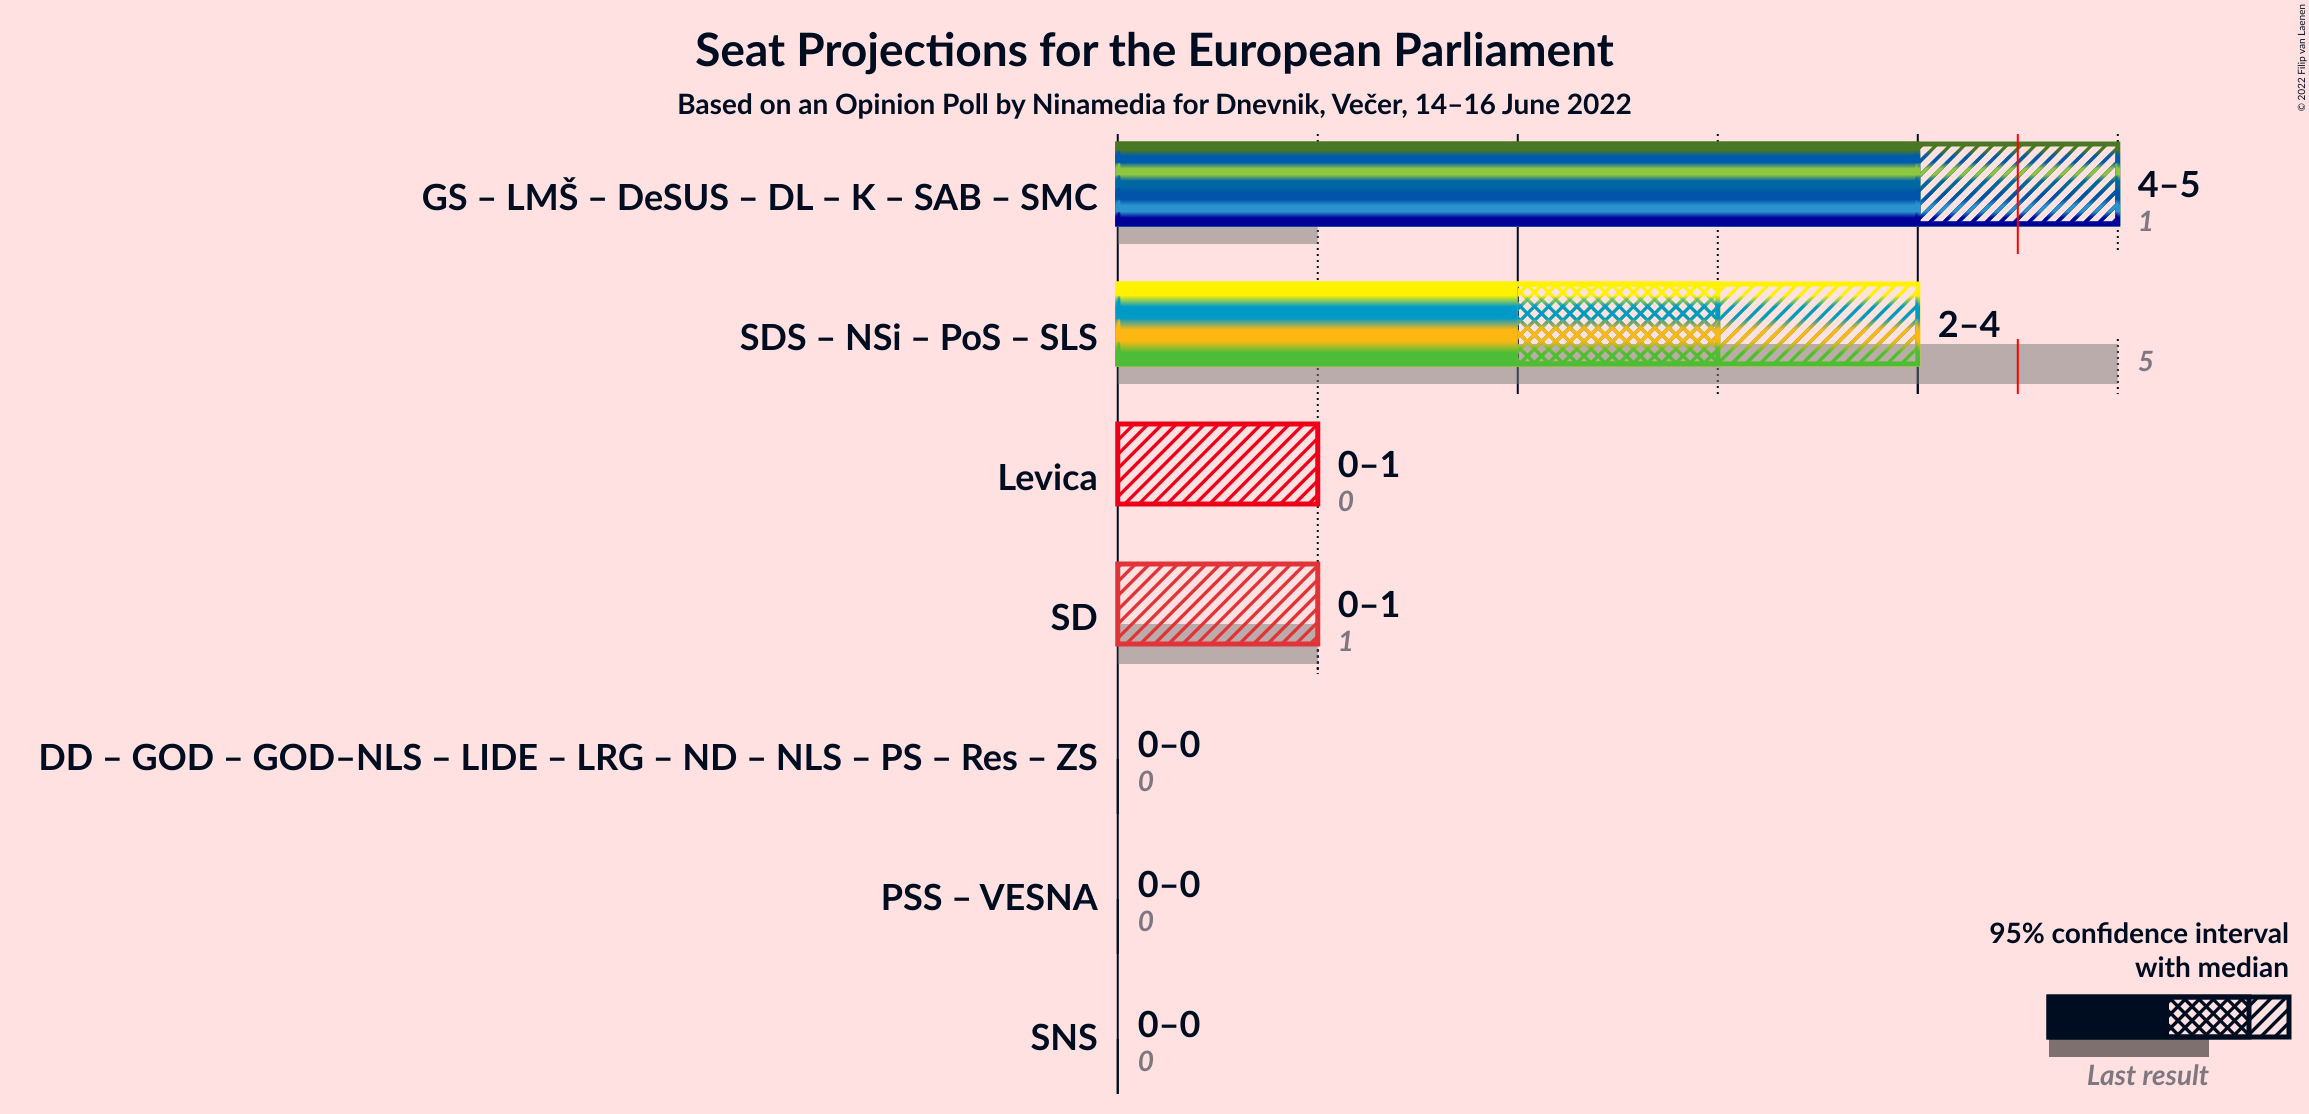 Seat Projections for the European Parliament
Based on an Opinion Poll by Ninamedia for Dnevnik, Večer, 14–16 June 2022
© 2022 Filip van Laenen
GS – LMŠ – DeSUS – DL – K – SAB – SMC
4–5
1
SDS – NSi – PoS – SLS
2–4
5
Levica
0–1
0
SD
0–1
1
DD – GOD – GOD–NLS – LIDE – LRG – ND – NLS – PS – Res – ZS
0–0
0
PSS – VESNA
0–0
0
SNS
0–0
0
95% confidence interval
with median
Last result